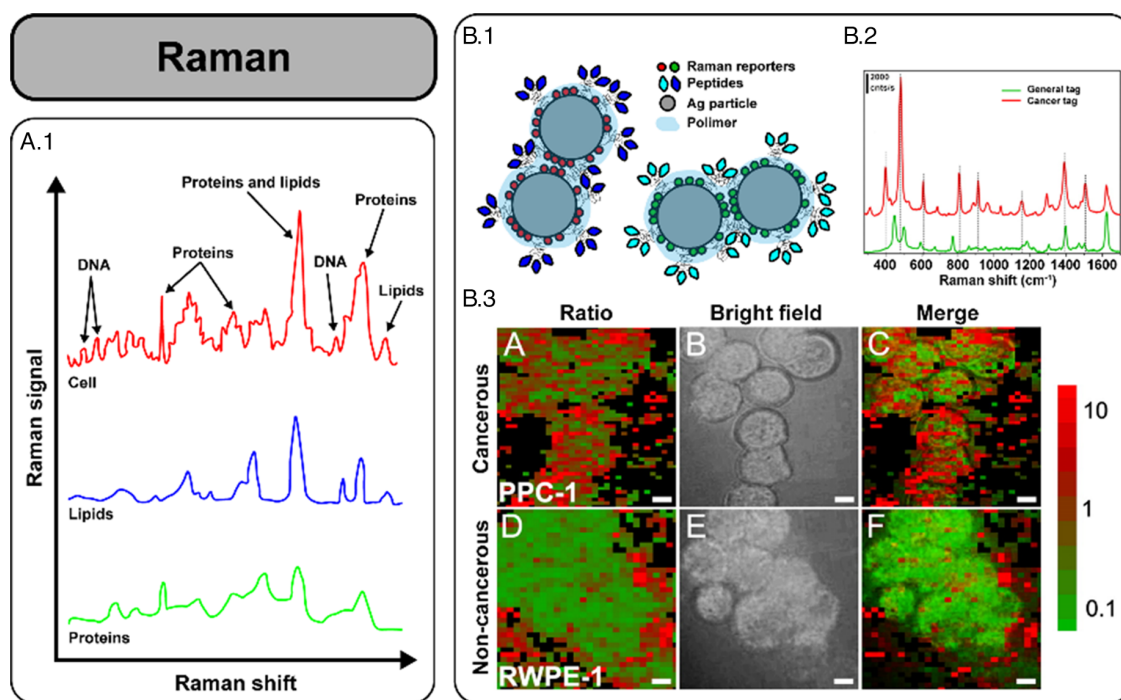 Raman
A.1
Proteins and lipids
Proteins
DNA
Proteins
DNA
Lipids
Cell
Lipids
Proteins
Raman signal
Raman shift
B.1
Raman reporters
Peptides
Ag particle
Polimer
B.2
2000
cnts/s
General tag
Cancer tag
400 600 800 1000 1200 1400 1600
Raman shift (cm⁻¹)
B.3
Ratio Bright field Merge
Cancerous
A B C
PPC-1
10
1
0.1
Non-cancerous
D E F
RWPE-1